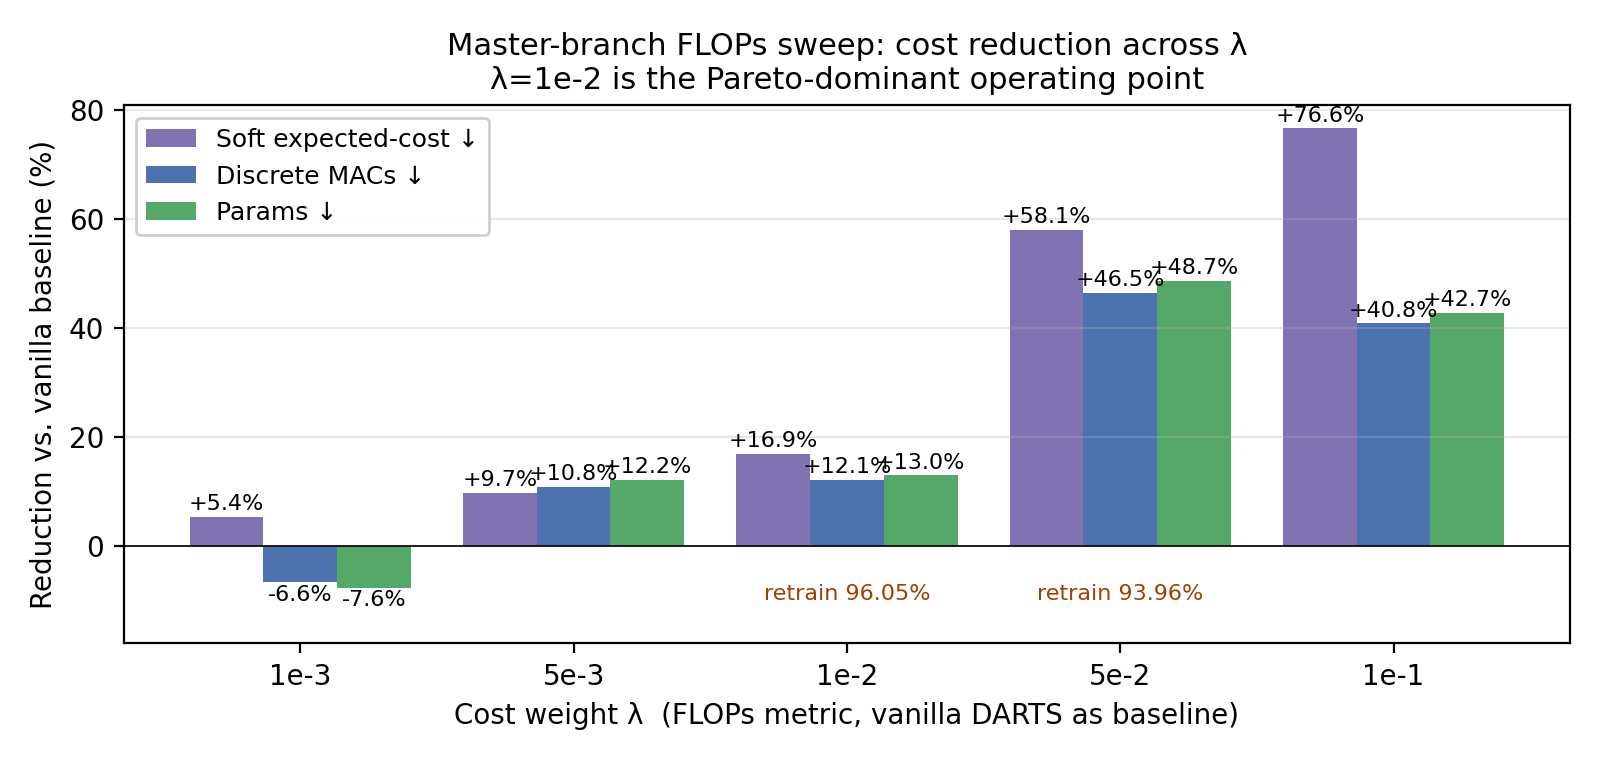 Master-branch FLOPs sweep: cost reduction across λ
λ=1e-2 is the Pareto-dominant operating point
Reduction vs. vanilla baseline (%)
80
60
40
20
0
Soft expected-cost ↓
Discrete MACs ↓
Params ↓
+5.4%
-6.6%
-7.6%
+9.7%
+10.8%
+12.2%
+16.9%
+12.1%
+13.0%
+58.1%
+46.5%
+48.7%
+76.6%
+40.8%
+42.7%
retrain 96.05%
retrain 93.96%
1e-3
5e-3
1e-2
5e-2
1e-1
Cost weight λ (FLOPs metric, vanilla DARTS as baseline)